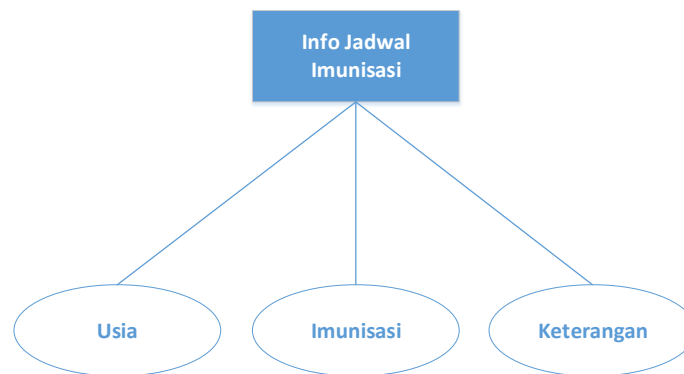 Info Jadwal
Imunisasi
Usia
Imunisasi
Keterangan